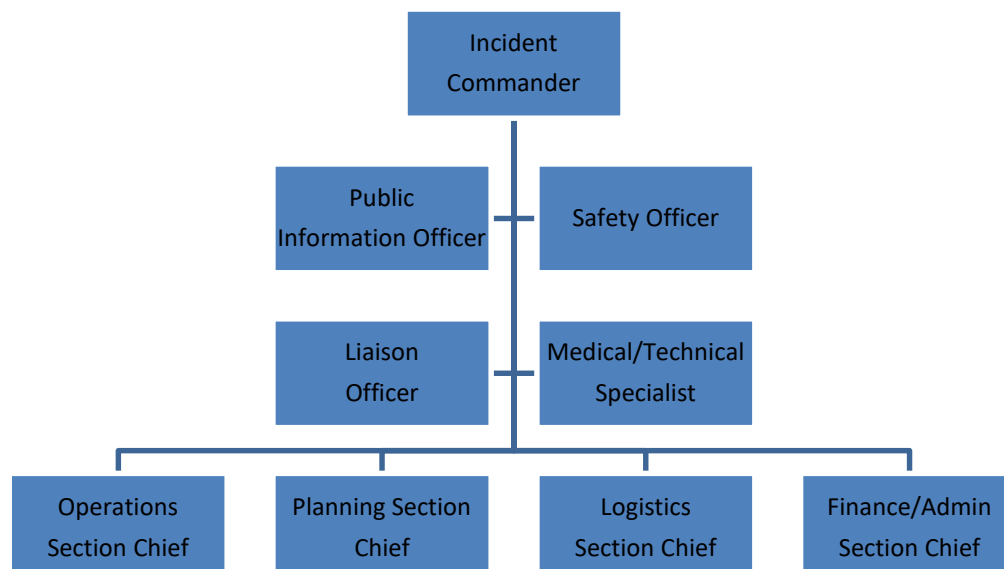 Incident
Commander
Public
Information Officer
Safety Officer
Liaison
Officer
Medical/Technical
Specialist
Operations
Section Chief
Planning Section
Chief
Logistics
Section Chief
Finance/Admin
Section Chief